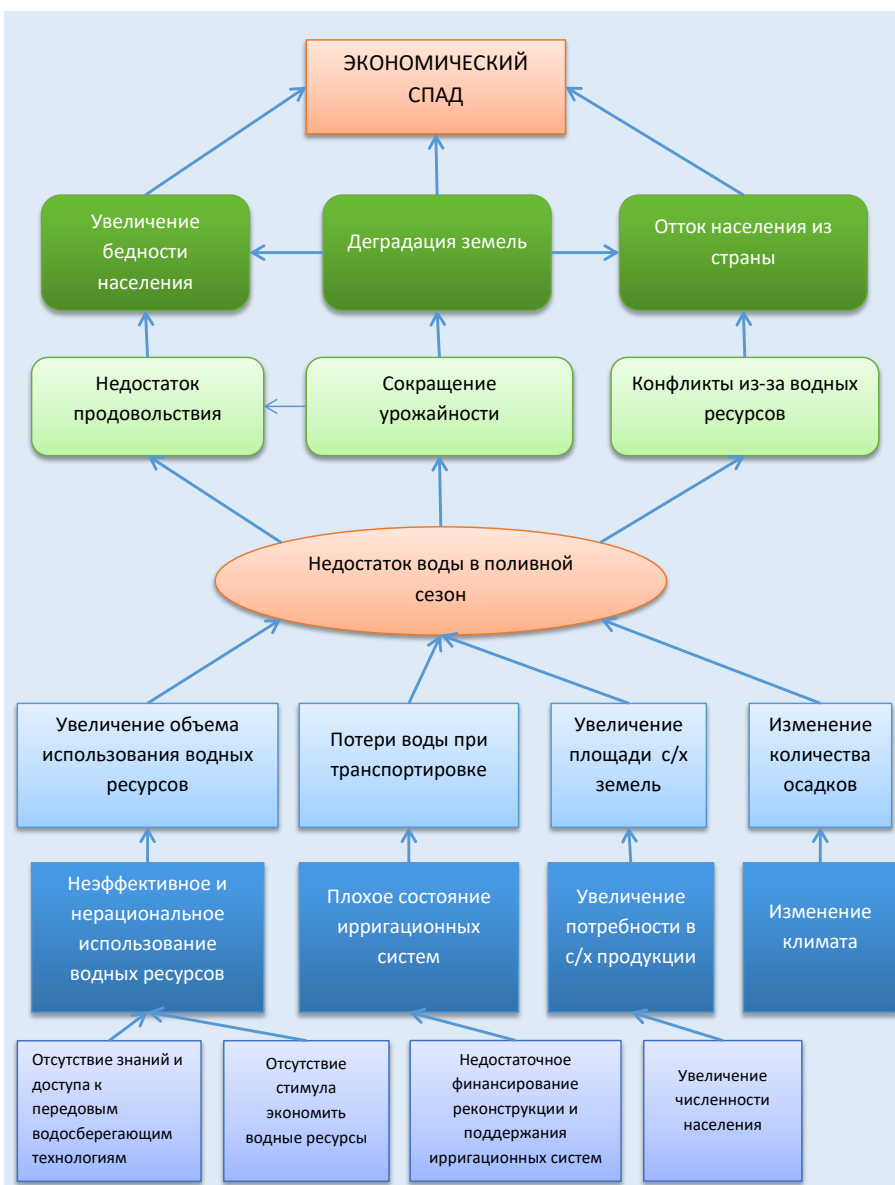 ЭКОНОМИЧЕСКИЙ
СПАД
Увеличение
бедности
населения
Деградация земель
Отток населения из
страны
Недостаток
продовольствия
Сокращение
урожайности
Конфликты из-за водных
ресурсов
Недостаток воды в поливной
сезон
Увеличение объема
использования водных
ресурсов
Потери воды при
транспортировке
Увеличение
площади с/х
земель
Изменение
количества
осадков
Неэффективное и
нерациональное
использование
водных ресурсов
Плохое состояние
ирригационных
систем
Увеличение
потребности в
с/х продукции
Изменение
климата
Отсутствие знаний и
доступа к
передовым
водосберегающим
технологиям
Отсутствие
стимула
экономить
водные ресурсы
Недостаточное
финансирование
реконструкции и
поддержания
ирригационных систем
Увеличение
численности
населения